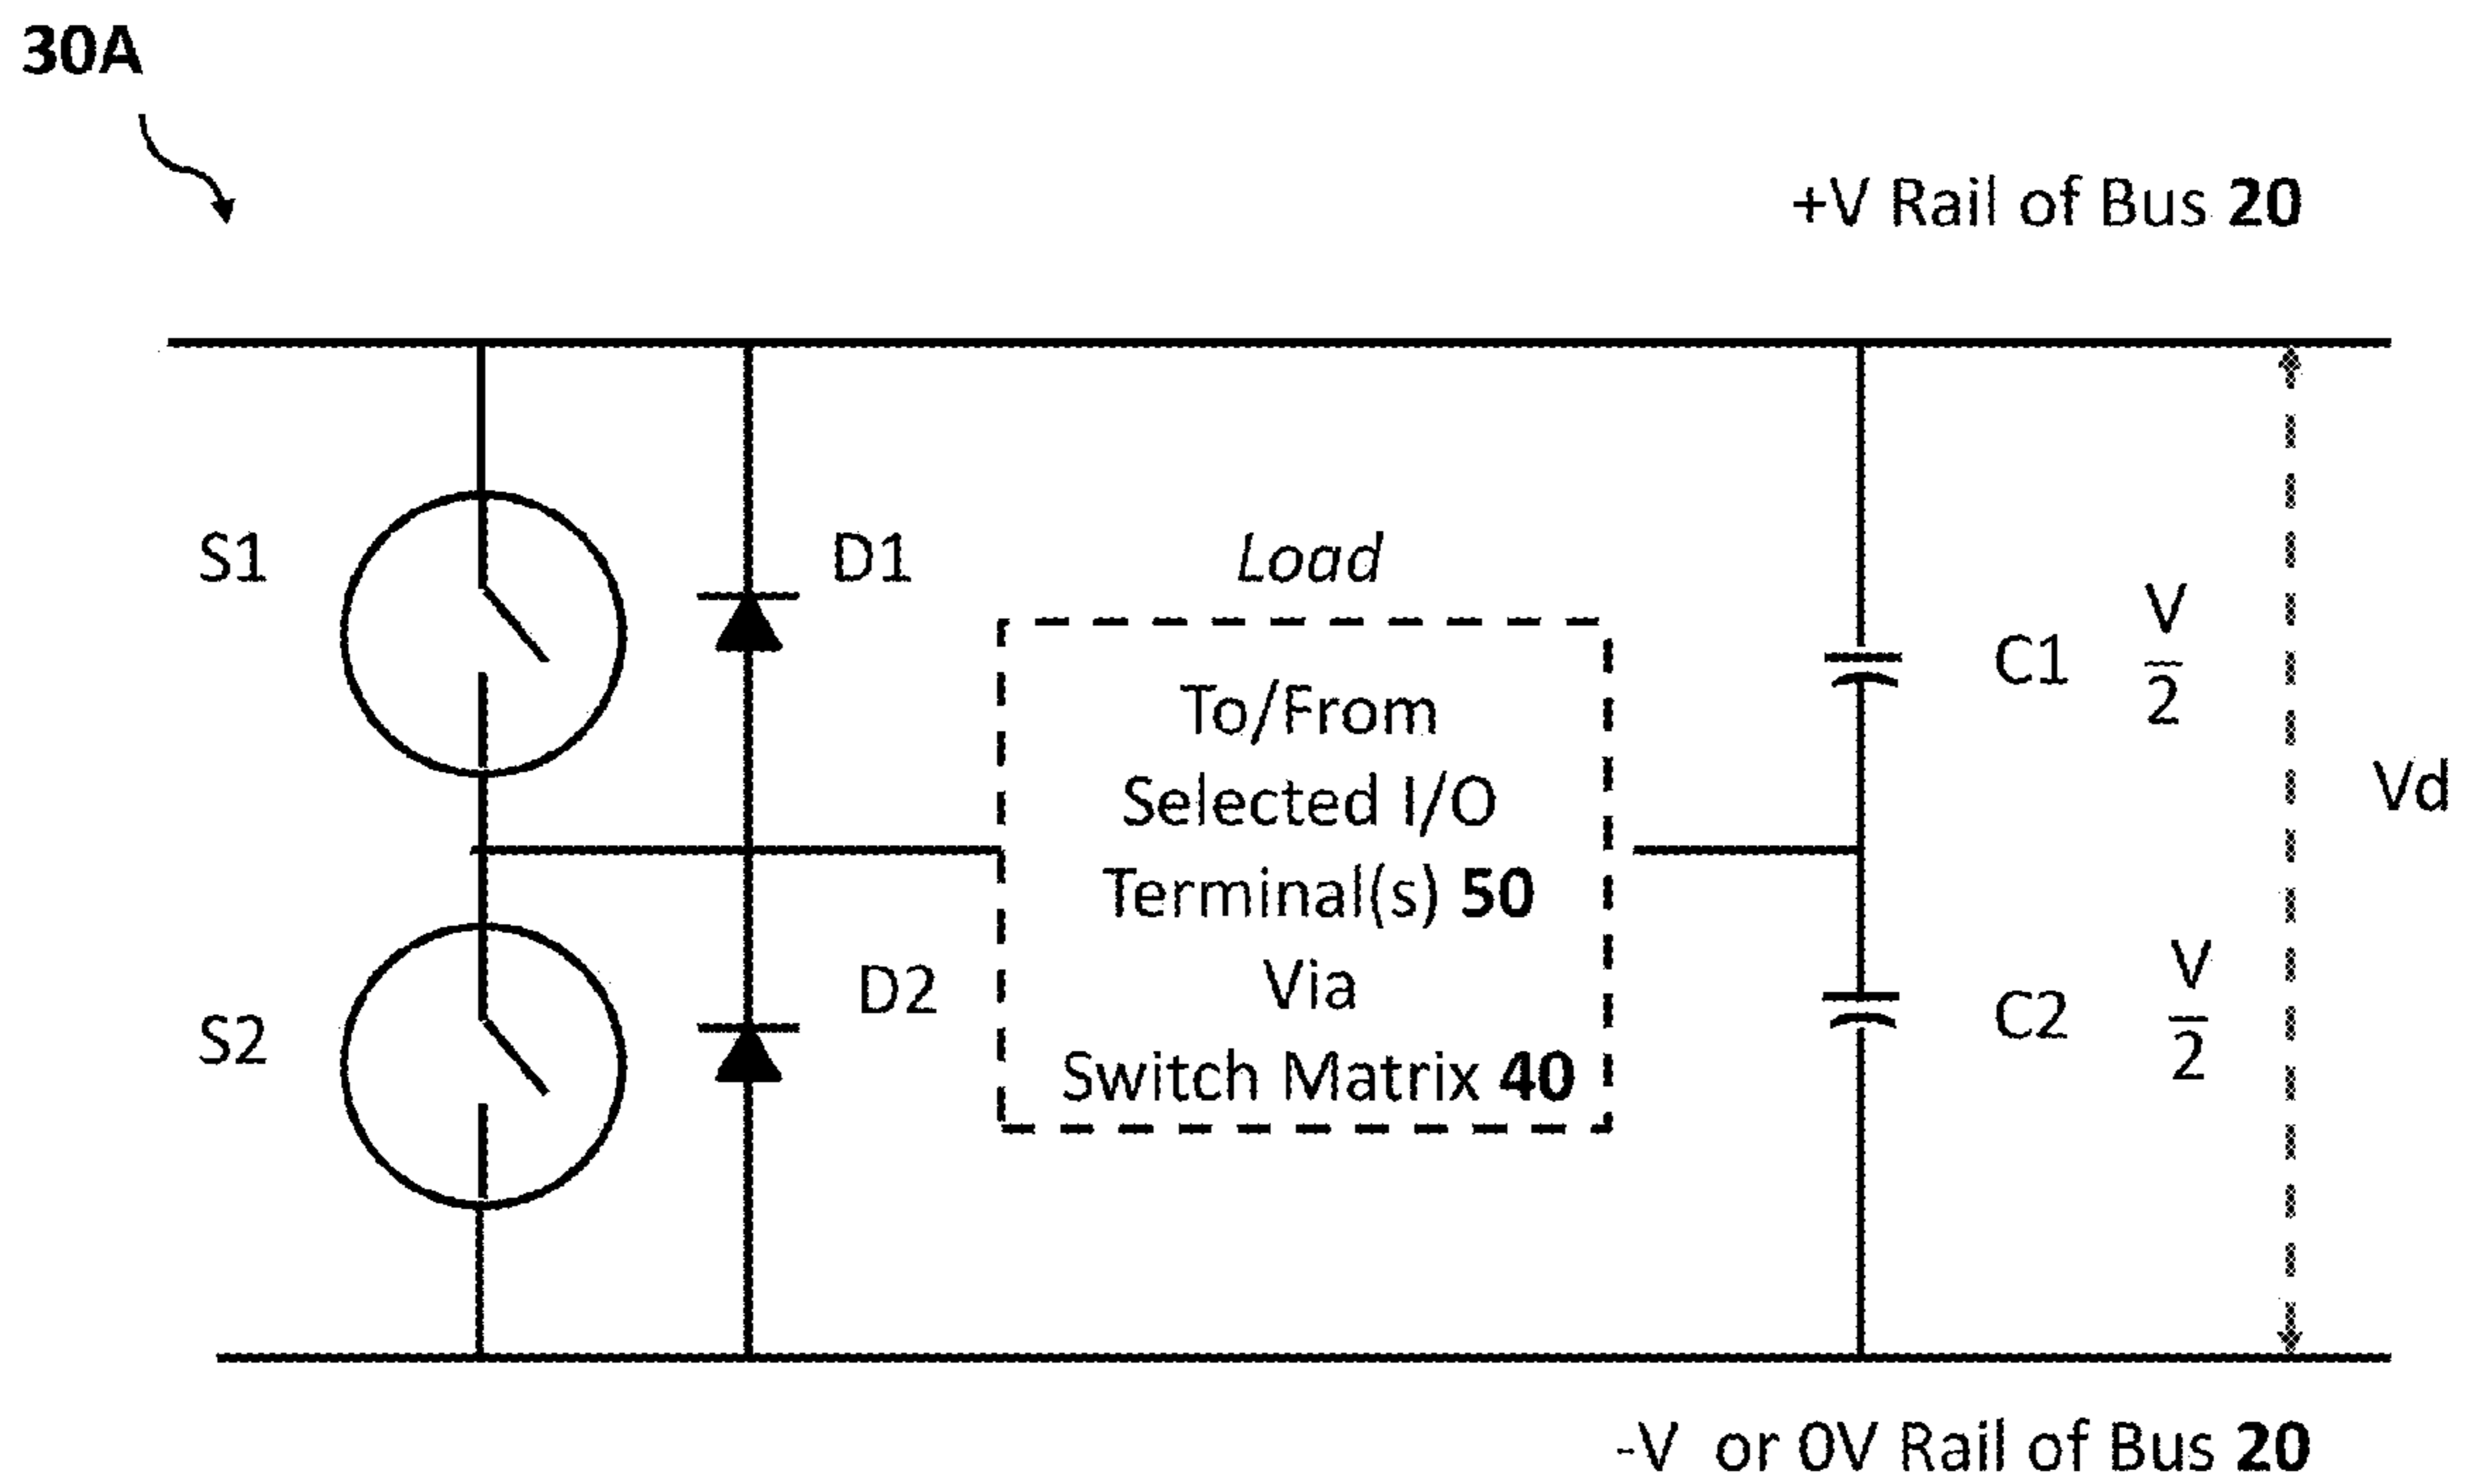 30A
+V Rail of Bus 20
S1
D1
Load
To/From
Selected I/O
Terminal(s) 50
Via
Switch Matrix 40
C1
V
2
Vd
S2
D2
C2
V
2
-V or 0V Rail of Bus 20